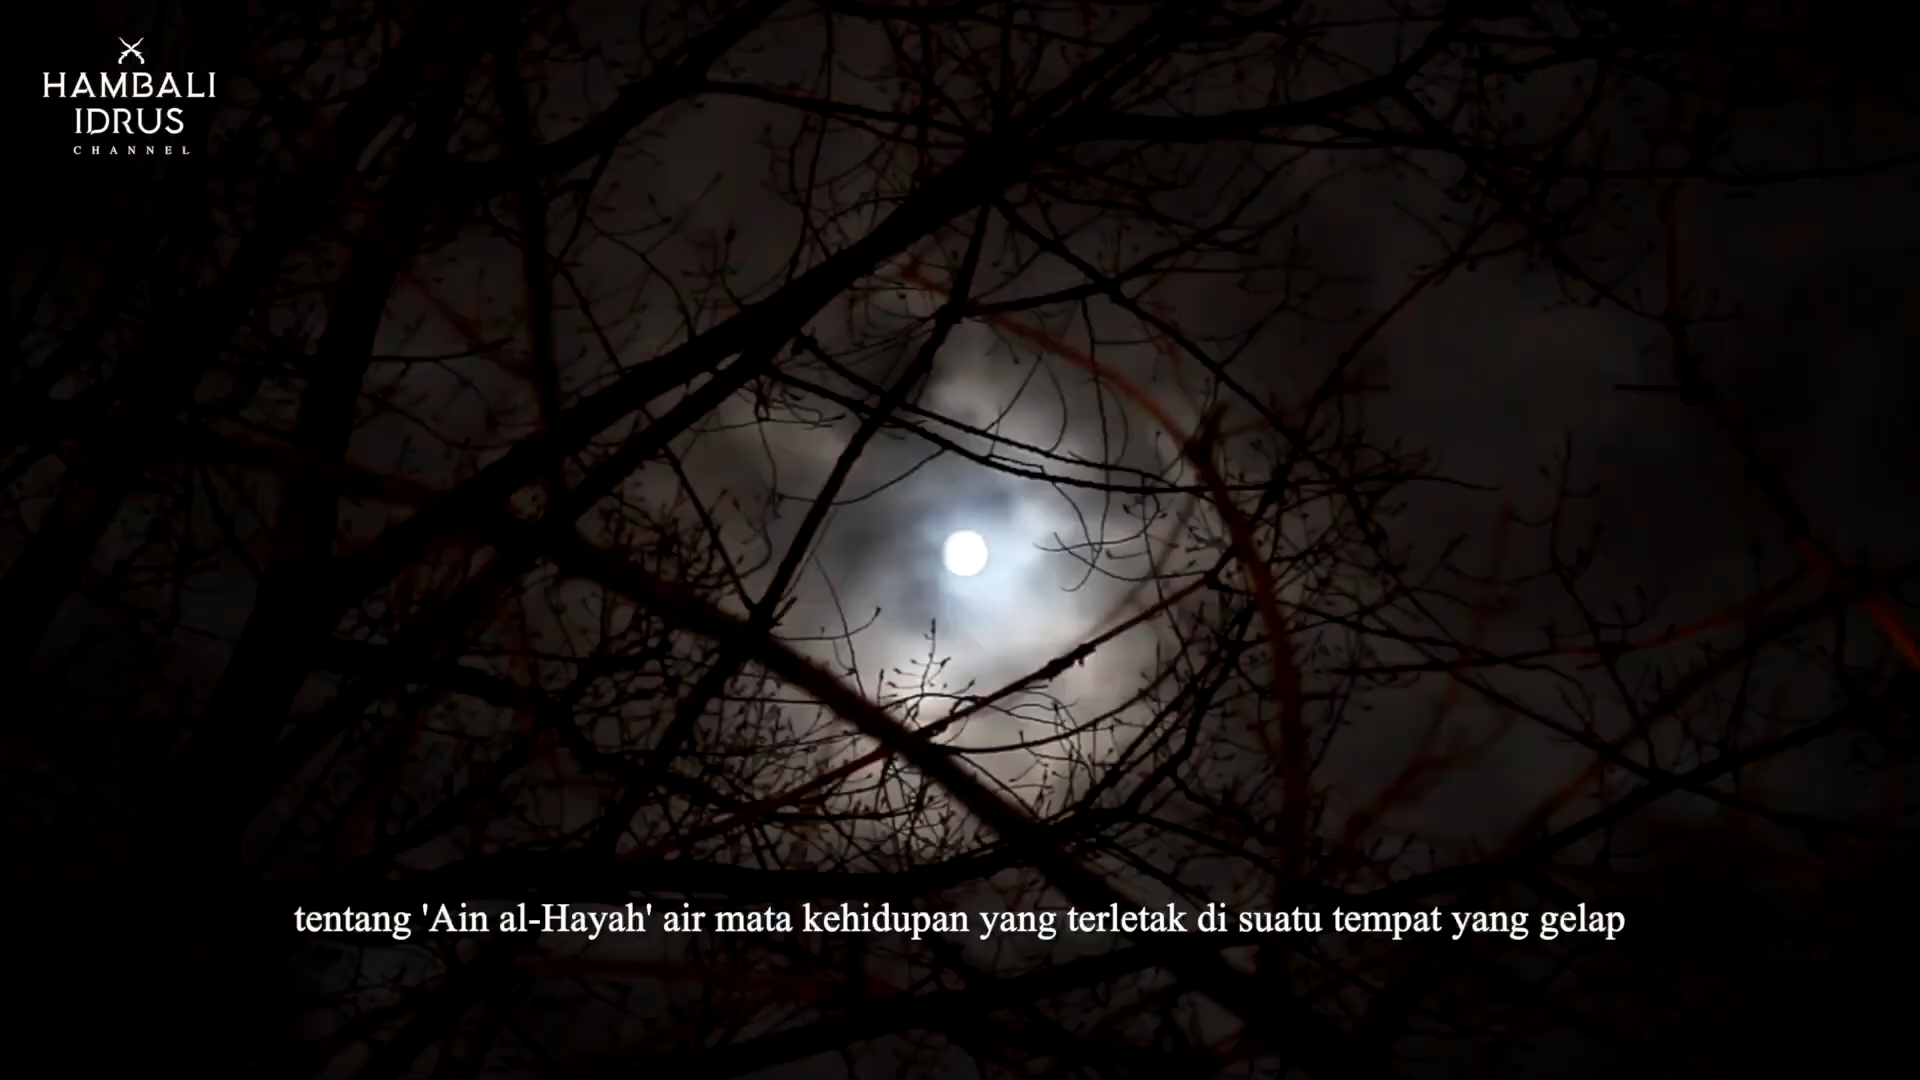 HAMBALI
IDRUS
CHANNEL
tentang 'Ain al-Hayah' air mata kehidupan yang terletak di suatu tempat yang gelap